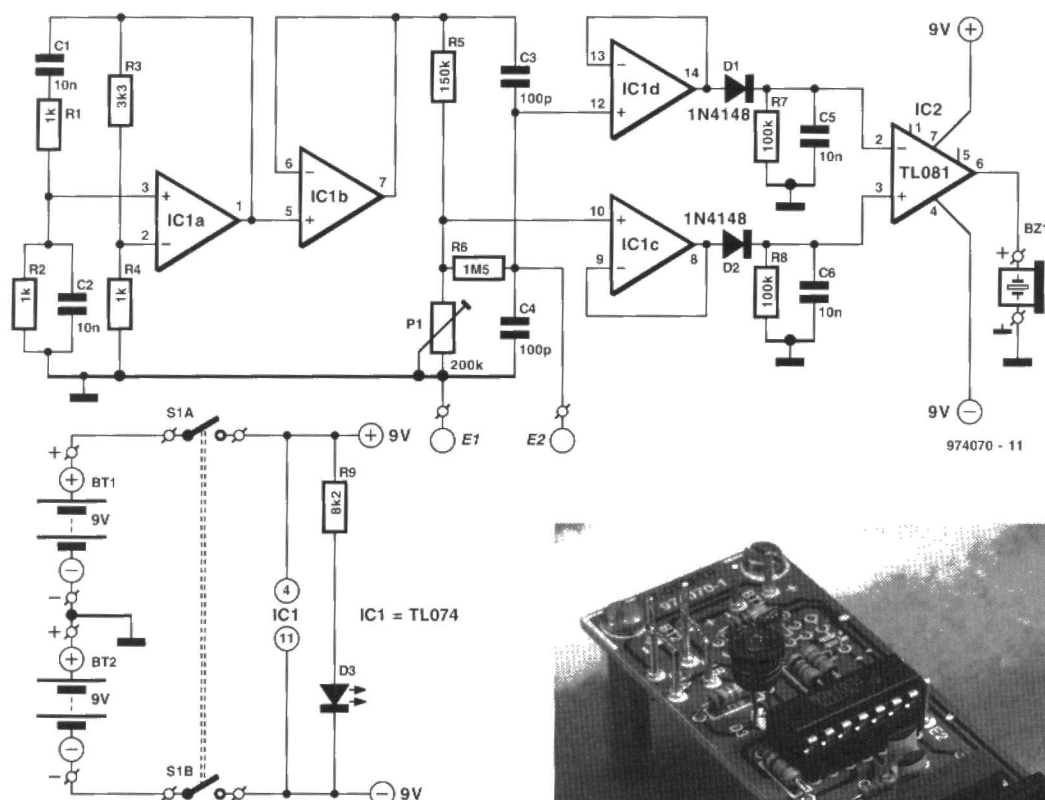 C1
10n
R1
1k
R3
3k3
R2
1k
C2
10n
R4
1k
3
+
2
−
1
IC1a
6
−
5
+
7
IC1b
R5
150k
C3
100p
R6
1M5
P1
200k
C4
100p
E1
E2
13
−
12
+
14
IC1d
D1
1N4148
R7
100k
C5
10n
10
+
9
−
8
IC1c
1N4148
D2
R8
100k
C6
10n
9V +
IC2
1
7
5
2
−
3
+
6
4
TL081
BZ1
+
9V −
974070 - 11
S1A
+
+
BT1
9V
−
−
+
+
BT2
9V
−
−
S1B
+ 9V
R9
8k2
4
IC1
11
IC1 = TL074
D3
− 9V
BT2
E2